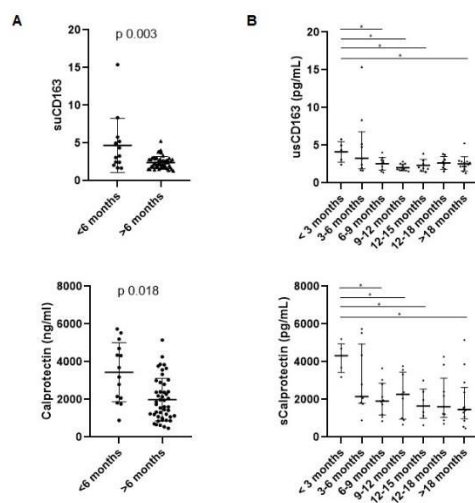 A
B
p 0.003
suCD163
20
15
10
5
0
<6 months
>6 months
*
*
*
*
usCD163 (pg/mL)
20
15
10
5
0
< 3 months
3-6 months
6-9 months
9-12 months
12-15 months
12-18 months
>18 months
p 0.018
Calprotectin (ng/ml)
8000
6000
4000
2000
0
<6 months
>6 months
*
*
*
*
sCalprotectin (pg/mL)
8000
6000
4000
2000
0
< 3 months
3-6 months
6-9 months
9-12 months
12-15 months
12-18 months
>18 months